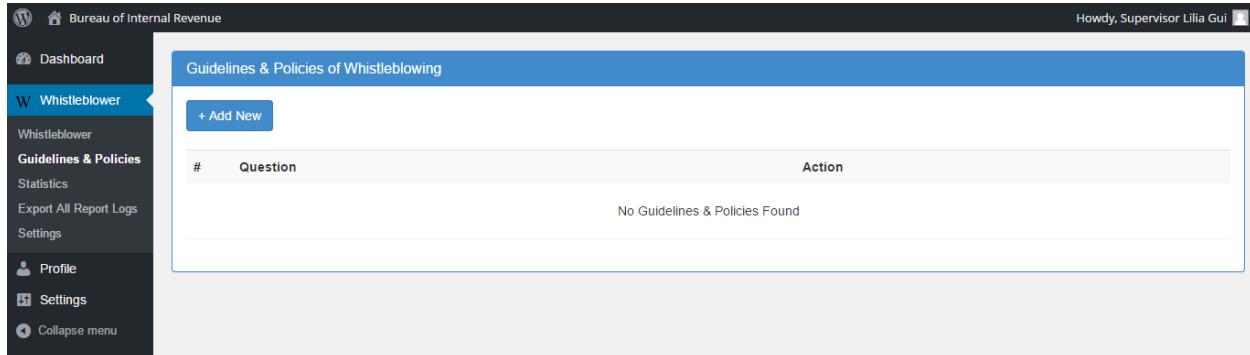 Bureau of Internal Revenue
Howdy, Supervisor Lilia Gui
Dashboard
W Whistleblower
Whistleblower
Guidelines & Policies
Statistics
Export All Report Logs
Settings
Profile
Settings
Collapse menu
Guidelines & Policies of Whistleblowing
+ Add New
# Question Action
No Guidelines & Policies Found